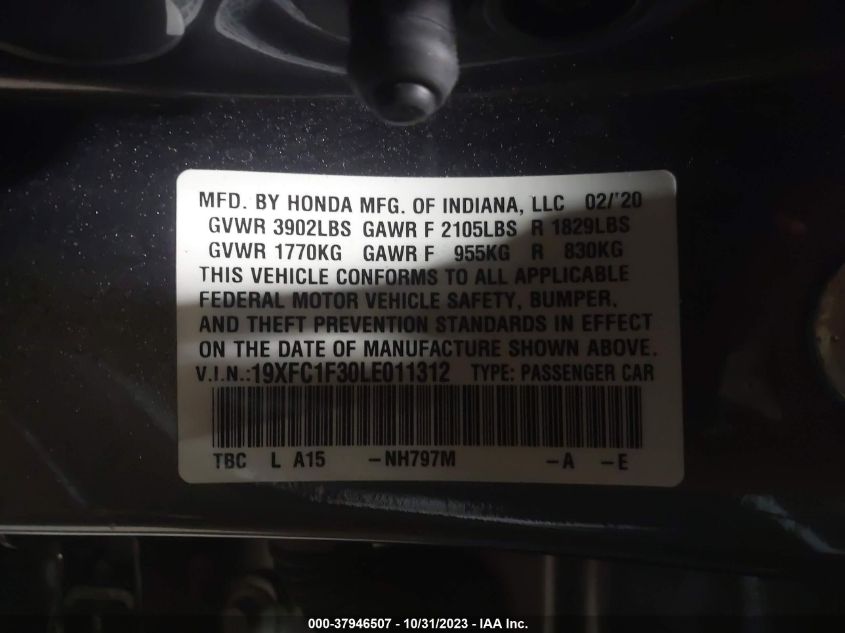 MFD. BY HONDA MFG. OF INDIANA, LLC 02/'20
GVWR 3902LBS GAWR F 2105LBS R 1829LBS
GVWR 1770KG GAWR F 955KG R 830KG
THIS VEHICLE CONFORMS TO ALL APPLICABLE
FEDERAL MOTOR VEHICLE SAFETY, BUMPER,
AND THEFT PREVENTION STANDARDS IN EFFECT
ON THE DATE OF MANUFACTURE SHOWN ABOVE.
V.I.N.:19XFC1F30LE011312 TYPE: PASSENGER CAR
TBC L A15 -NH797M -A -E
000-37946507 - 10/31/2023 - IAA Inc.